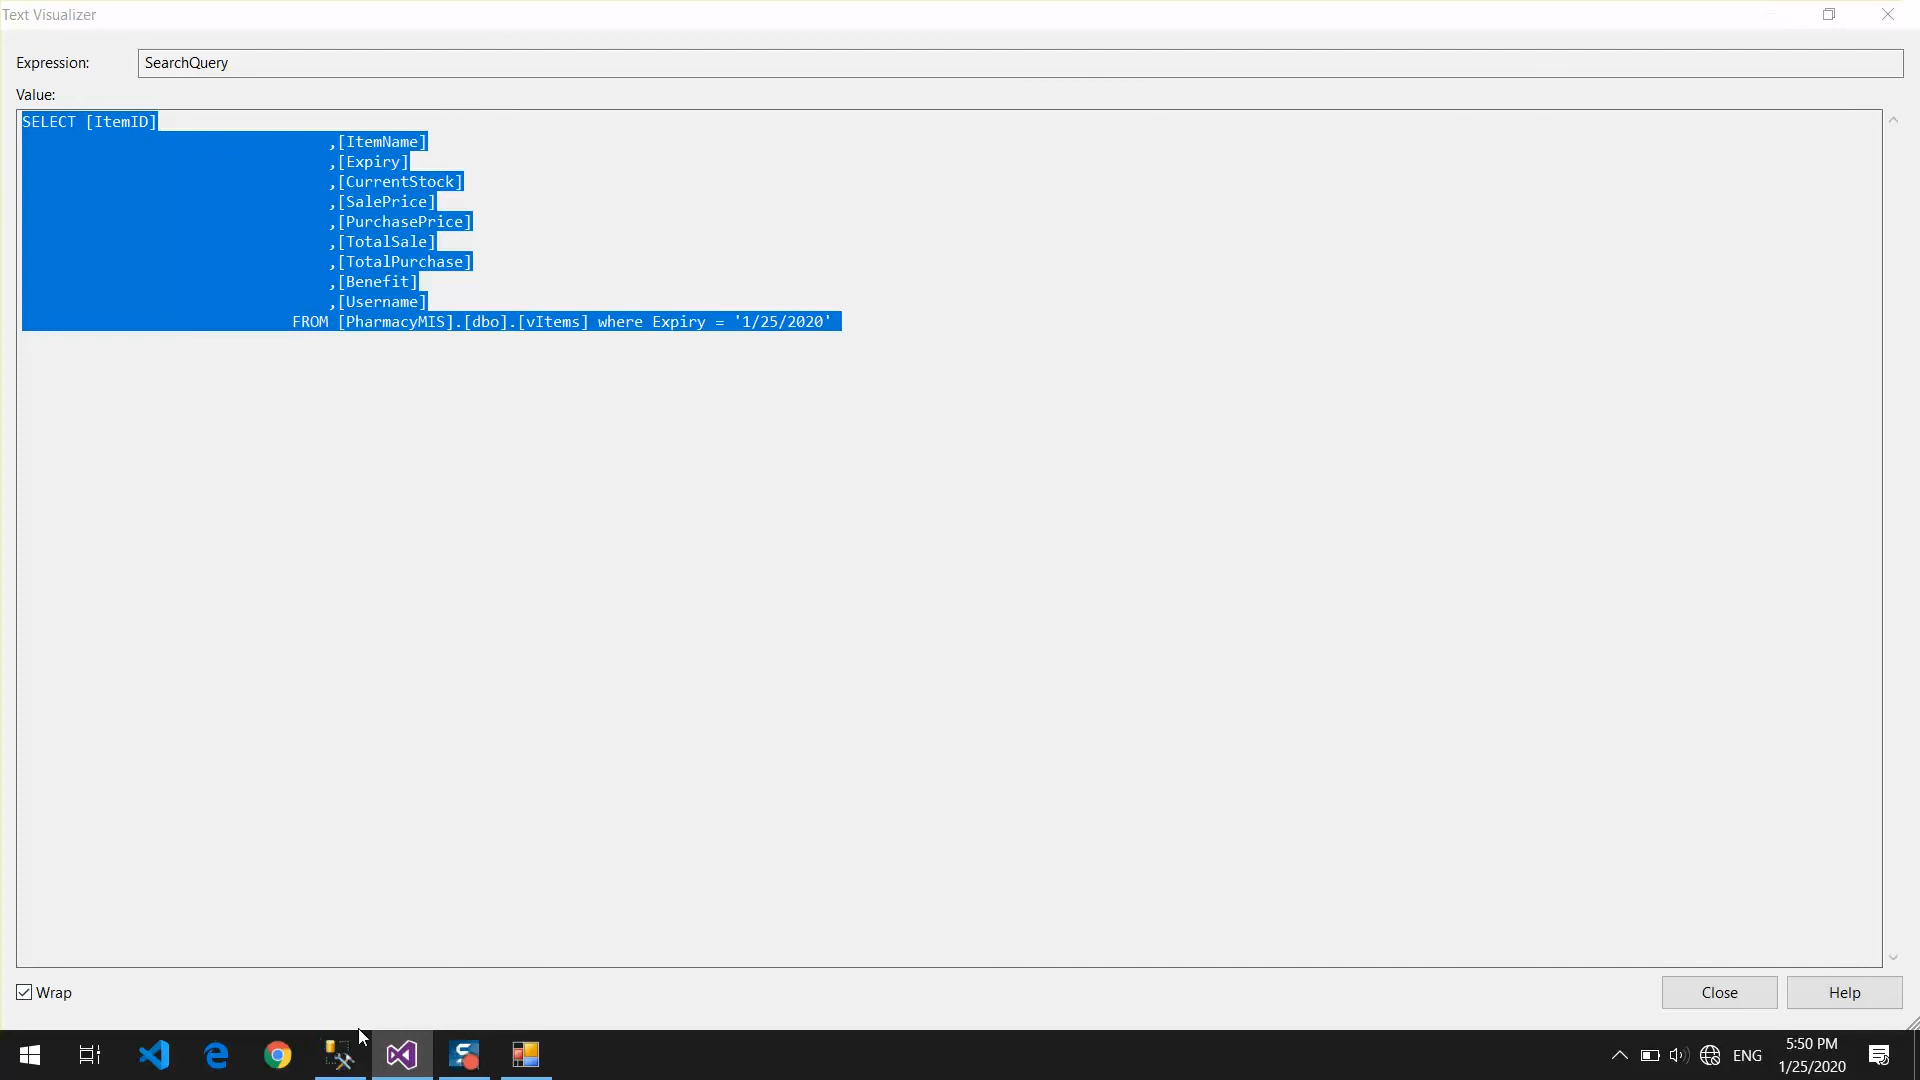 Text Visualizer
Expression: SearchQuery
Value:
SELECT [ItemID]
,[ItemName]
,[Expiry]
,[CurrentStock]
,[SalePrice]
,[PurchasePrice]
,[TotalSale]
,[TotalPurchase]
,[Benefit]
,[Username]
FROM [PharmacyMIS].[dbo].[vItems] where Expiry = '1/25/2020'
Wrap
Close Help
ENG
5:50 PM
1/25/2020